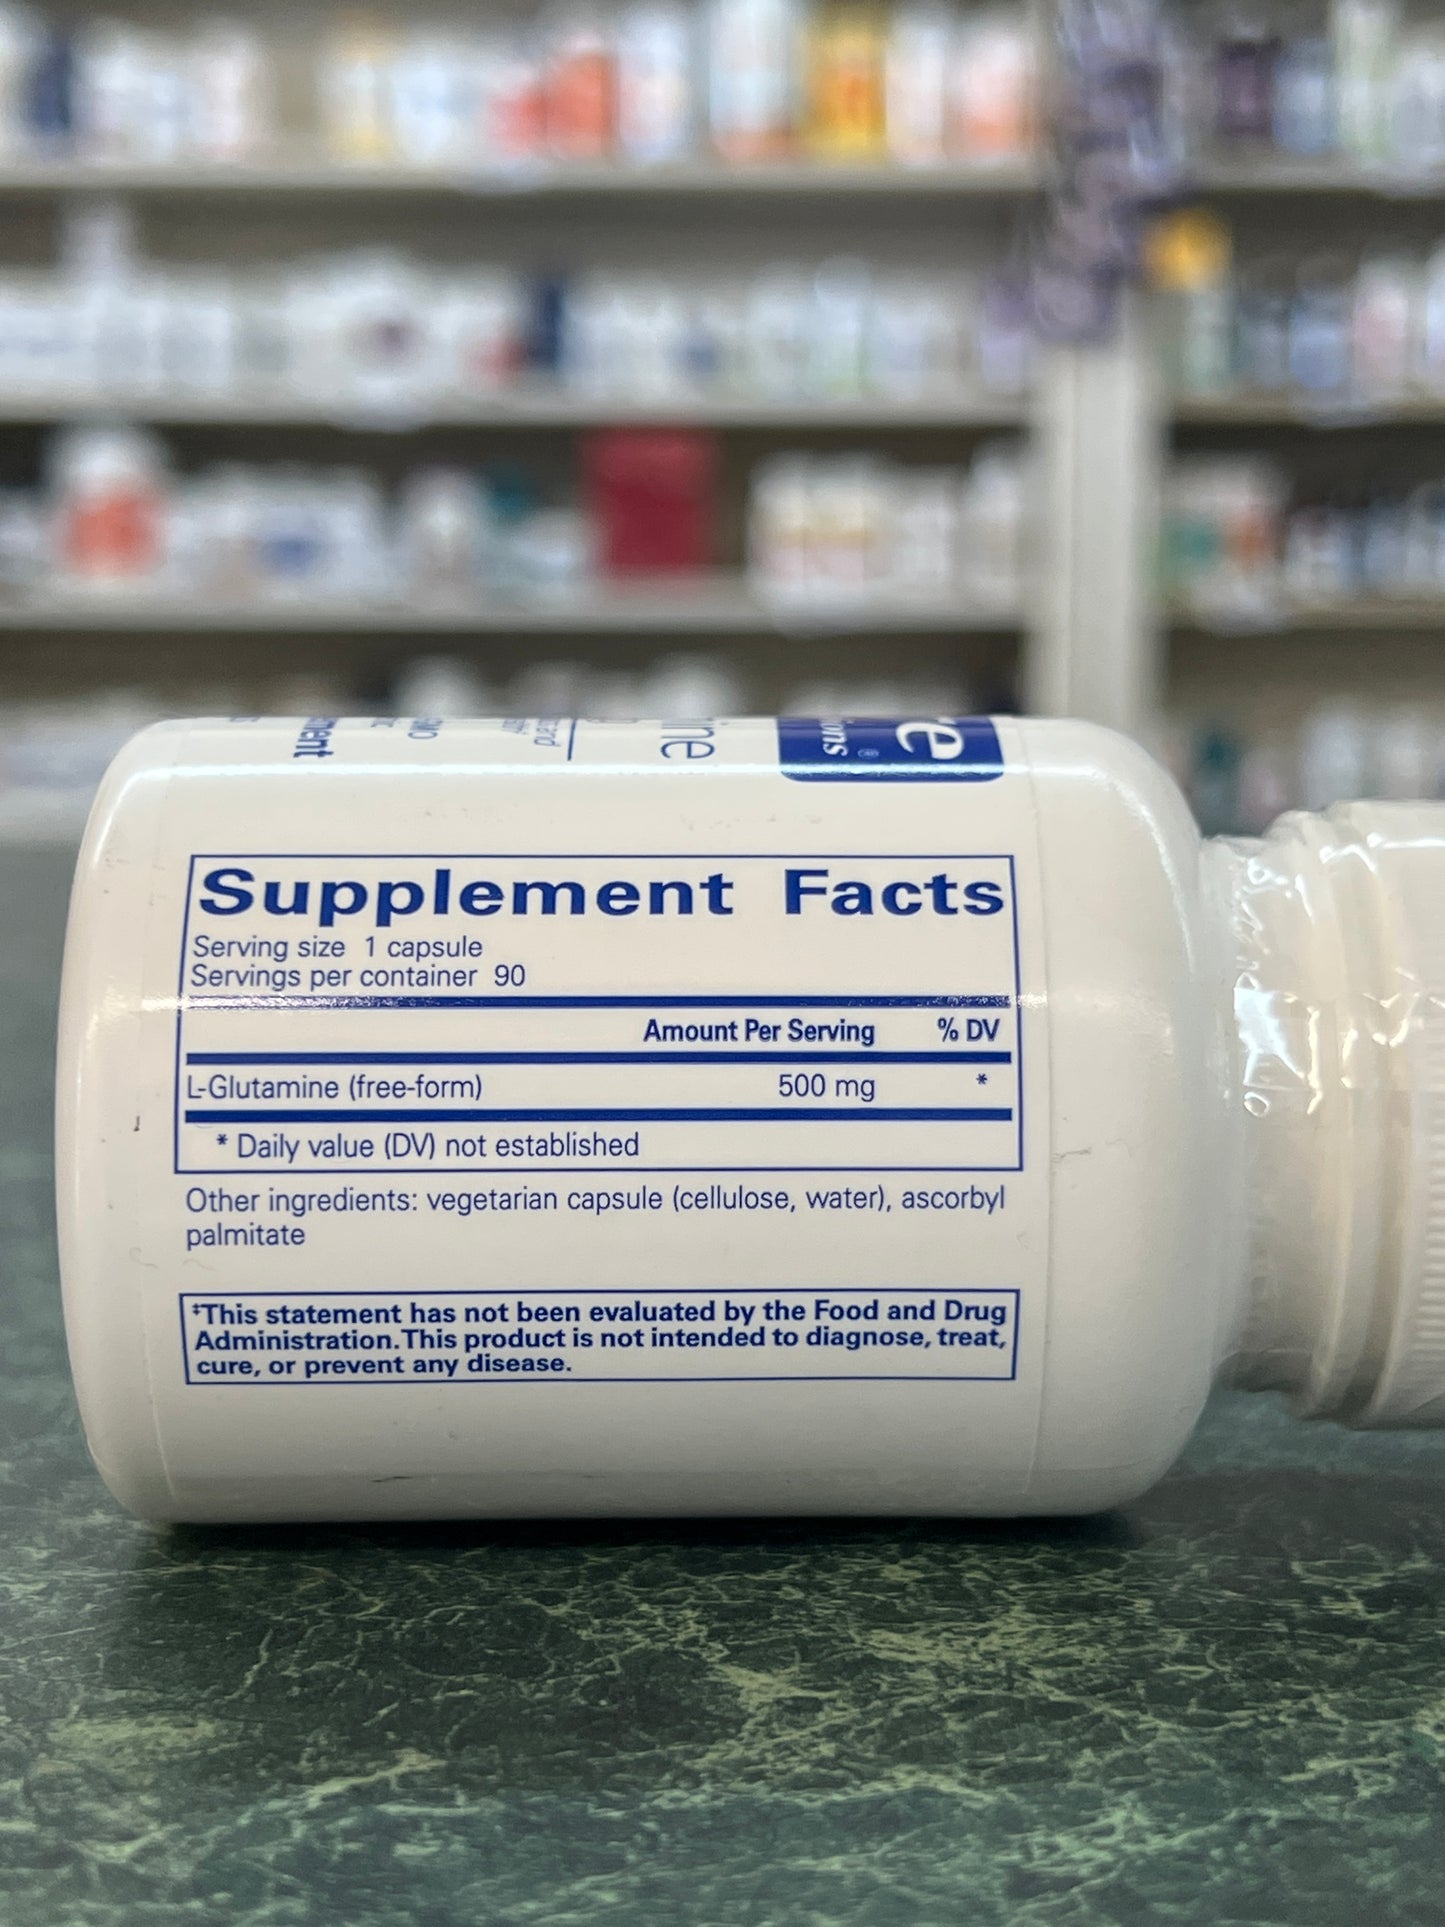 Supplement Facts
Serving size 1 capsule
Servings per container 90
Amount Per Serving % DV
L-Glutamine (free-form) 500 mg *
* Daily value (DV) not established
Other ingredients: vegetarian capsule (cellulose, water), ascorbyl
palmitate
‡This statement has not been evaluated by the Food and Drug
Administration. This product is not intended to diagnose, treat,
cure, or prevent any disease.